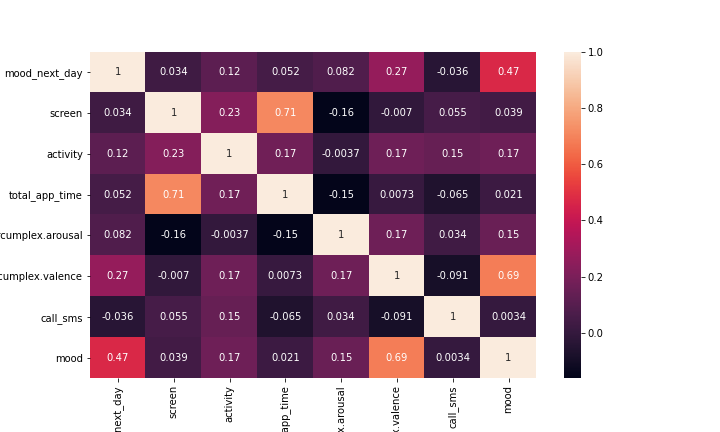 mood_next_day 1 0.034 0.12 0.052 0.082 0.27 -0.036 0.47
screen 0.034 1 0.23 0.71 -0.16 -0.007 0.055 0.039
activity 0.12 0.23 1 0.17 -0.0037 0.17 0.15 0.17
total_app_time 0.052 0.71 0.17 1 -0.15 0.0073 -0.065 0.021
rcumplex.arousal 0.082 -0.16 -0.0037 -0.15 1 0.17 0.034 0.15
cumplex.valence 0.27 -0.007 0.17 0.0073 0.17 1 -0.091 0.69
call_sms -0.036 0.055 0.15 -0.065 0.034 -0.091 1 0.0034
mood 0.47 0.039 0.17 0.021 0.15 0.69 0.0034 1
next_day screen activity app_time x.arousal x.valence call_sms mood
1.0
0.8
0.6
0.4
0.2
0.0